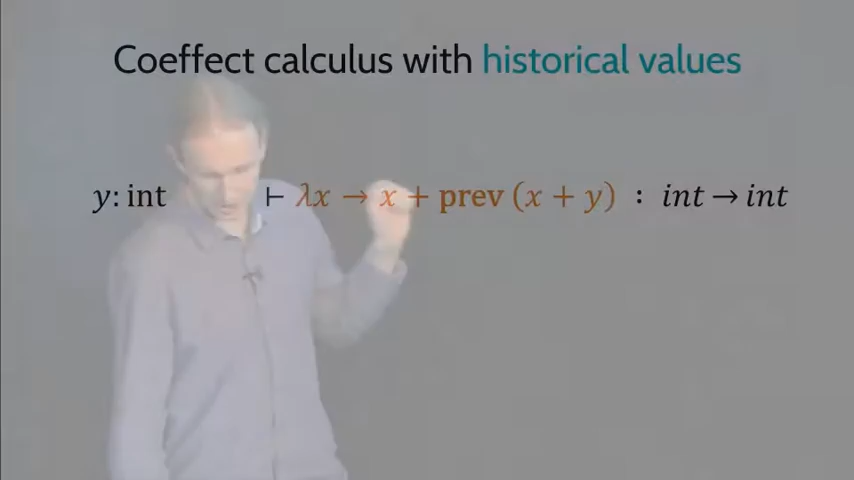 Coeffect calculus with historical values
y: int ⊢ λx → x + prev (x + y) : int → int